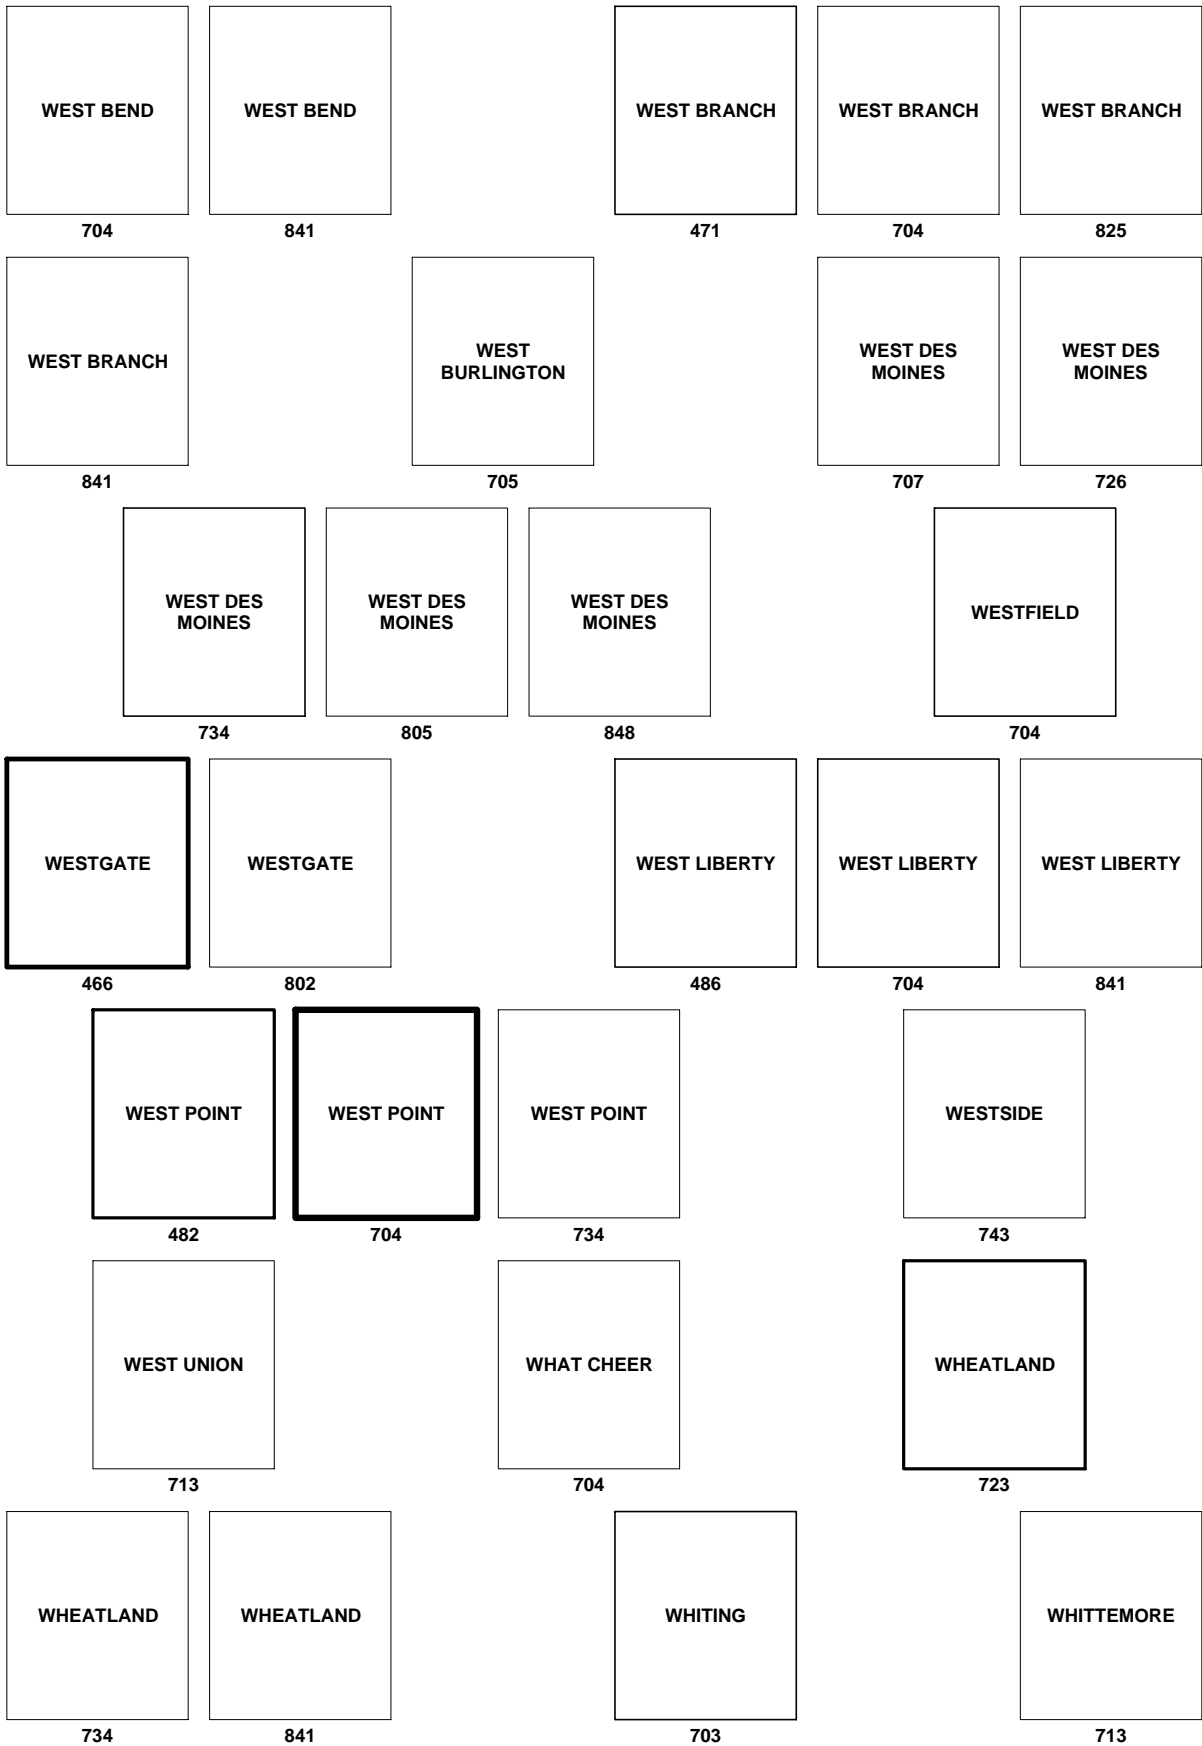 WEST BEND WEST BEND WEST BRANCH WEST BRANCH WEST BRANCH
704 841 471 704 825
WEST BRANCH WEST WEST DES WEST DES
BURLINGTON MOINES MOINES
841 705 707 726
WEST DES WEST DES WEST DES WESTFIELD
MOINES MOINES MOINES
734 805 848 704
WESTGATE WESTGATE WEST LIBERTY WEST LIBERTY WEST LIBERTY
466 802 486 704 841
WEST POINT WEST POINT WEST POINT WESTSIDE
482 704 734 743
WEST UNION WHAT CHEER WHEATLAND
713 704 723
WHEATLAND WHEATLAND WHITING WHITTEMORE
734 841 703 713